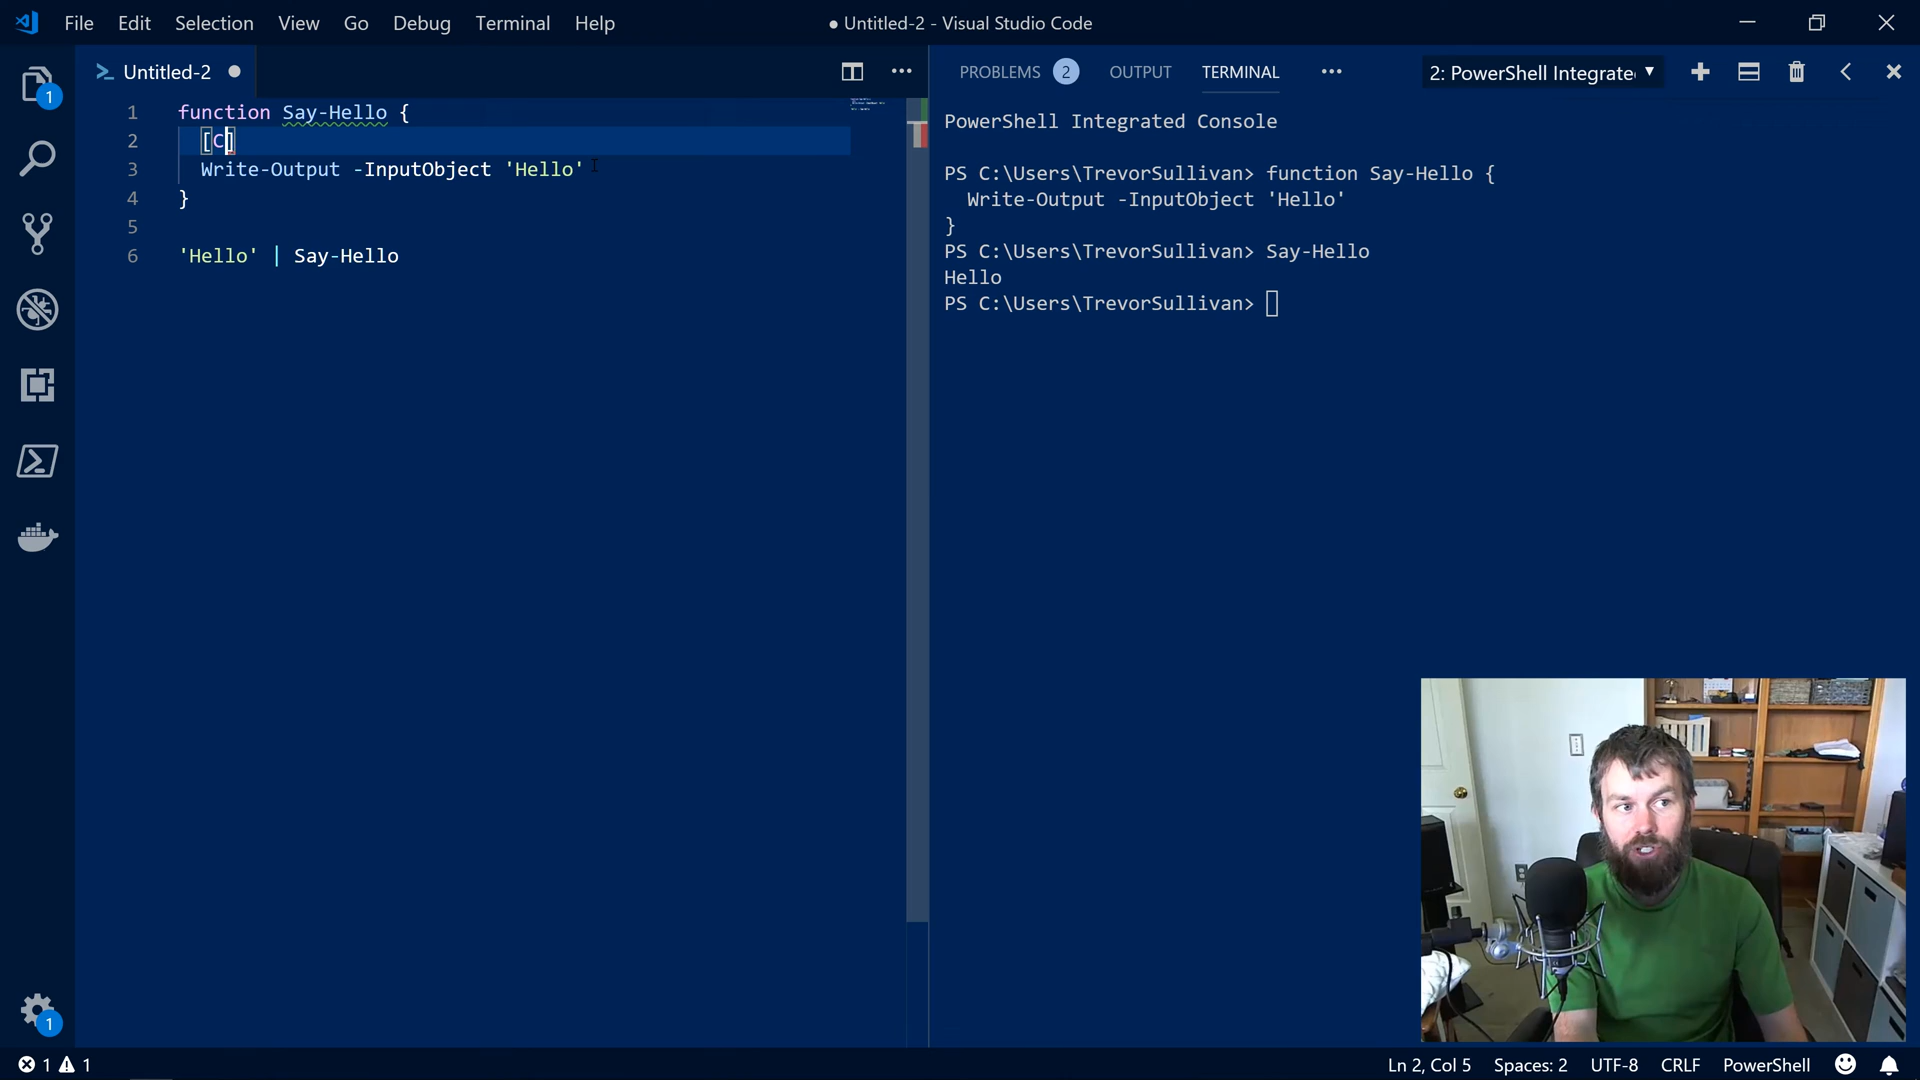 File Edit Selection View Go Debug Terminal Help
● Untitled-2 - Visual Studio Code
Untitled-2
PROBLEMS 2 OUTPUT TERMINAL
2: PowerShell Integrate
1 function Say-Hello {
2 [C]
3 Write-Output -InputObject 'Hello'
4 }
5
6 'Hello' | Say-Hello
PowerShell Integrated Console
PS C:\Users\TrevorSullivan> function Say-Hello {
Write-Output -InputObject 'Hello'
}
PS C:\Users\TrevorSullivan> Say-Hello
Hello
PS C:\Users\TrevorSullivan>
1
1
1 1
Ln 2, Col 5 Spaces: 2 UTF-8 CRLF PowerShell